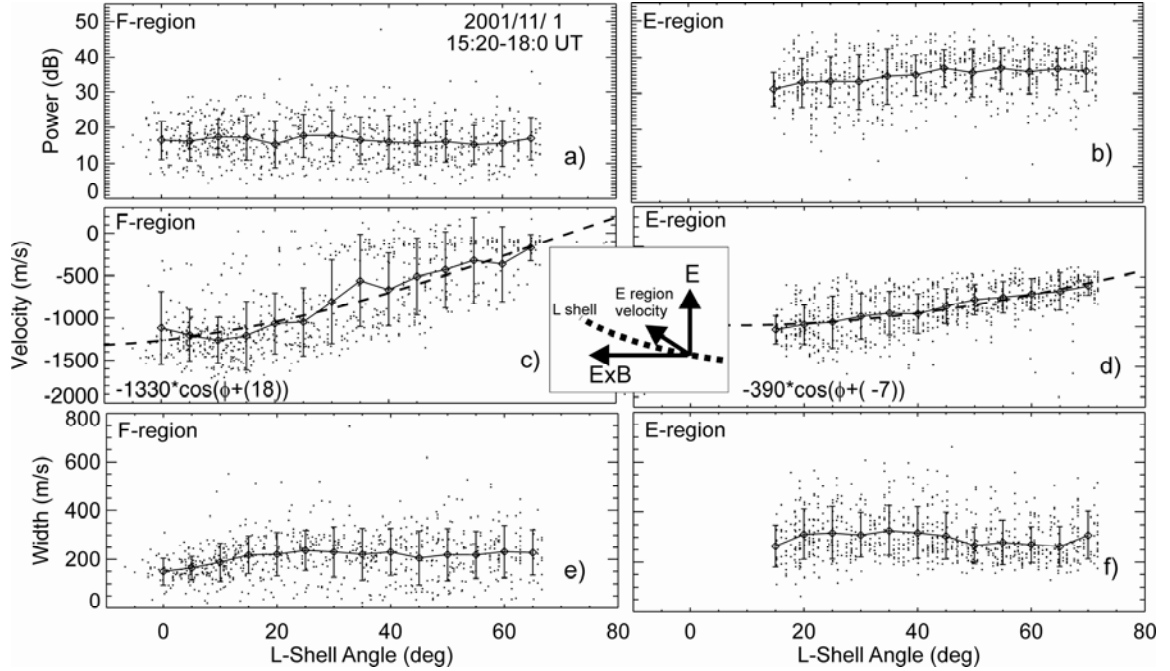 F-region
2001/11/ 1
15:20-18:0 UT
Power (dB)
50
40
30
20
10
0
a)
E-region
b)
F-region
Velocity (m/s)
0
-500
-1000
-1500
-2000
c)
-1330*cos(ϕ+(18))
E-region
d)
-390*cos(ϕ+( -7))
E
E region
velocity
L shell
ExB
F-region
Width (m/s)
800
600
400
200
0
e)
0 20 40 60 80
L-Shell Angle (deg)
E-region
f)
0 20 40 60 80
L-Shell Angle (deg)